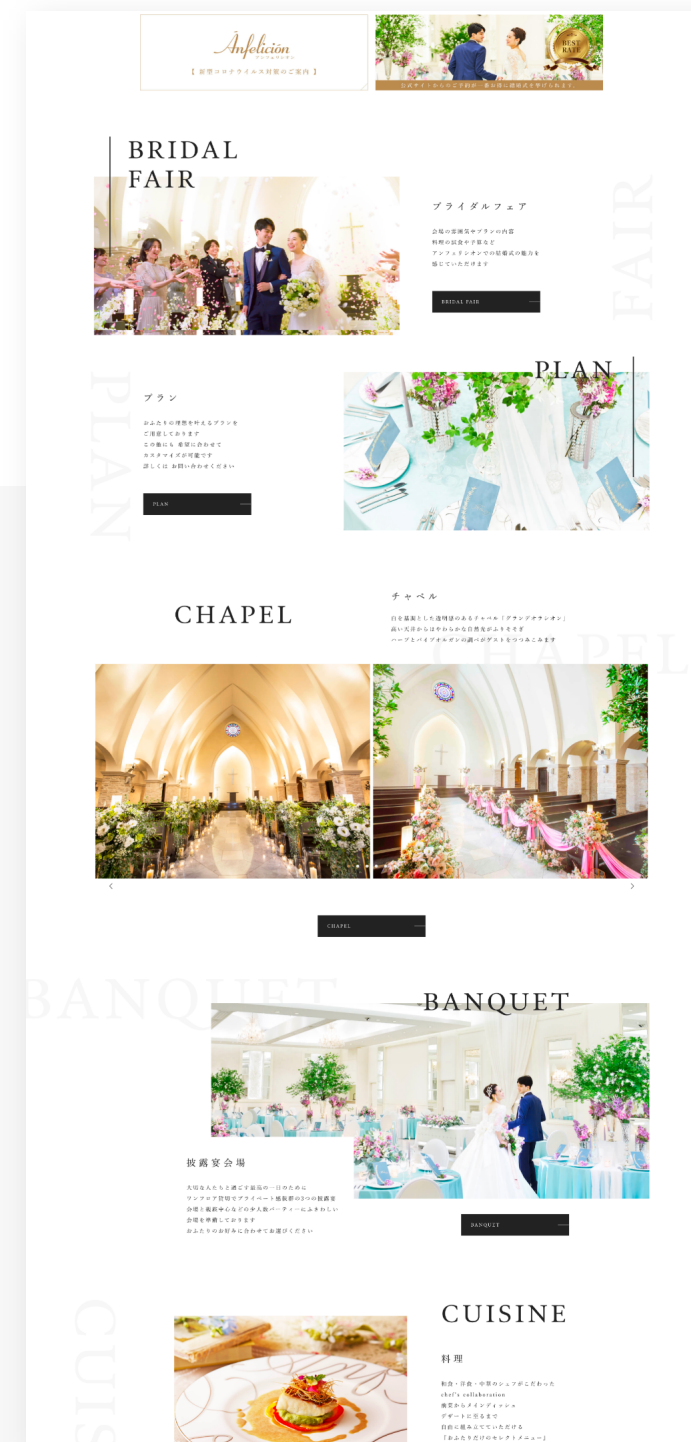 Anfelición
アンフェリシオン
【 新型コロナウイルス対策のご案内 】
BEST
RATE
公式サイトからのご予約が一番お得に結婚式を挙げられます。
BRIDAL
FAIR
FAIR
ブライダルフェア
会場の雰囲気やプランの内容
料理の試食や予算など
アンフェリシオンでの結婚式の魅力を
感じていただけます
BRIDAL FAIR
PLAN
PLAN
プラン
おふたりの理想を叶えるプランを
ご用意しております
この他にも 希望に合わせて
カスタマイズが可能です
詳しくは お問い合わせください
PLAN
CHAPEL
チャペル
白を基調とした透明感のあるチャペル「グランデオラシオン」
高い天井からはやわらかな自然光がふりそそぎ
ハープとパイプオルガンの調べがゲストをつつみこみます
CHAPEL
CHAPEL
BANQUET
BANQUET
披露宴会場
大切な人たちと過ごす最高の一日のために
ワンフロア貸切でプライベート感抜群の3つの披露宴
会場と親族中心などの少人数パーティーにふさわしい
会場を準備しております
おふたりのお好みに合わせてお選びください
BANQUET
CUIS
CUISINE
料理
和食・洋食・中華のシェフがこだわった
chef's collaboration
前菜からメインディッシュ
デザートに至るまで
自由に組み立てていただける
「おふたりだけのセレクトメニュー」